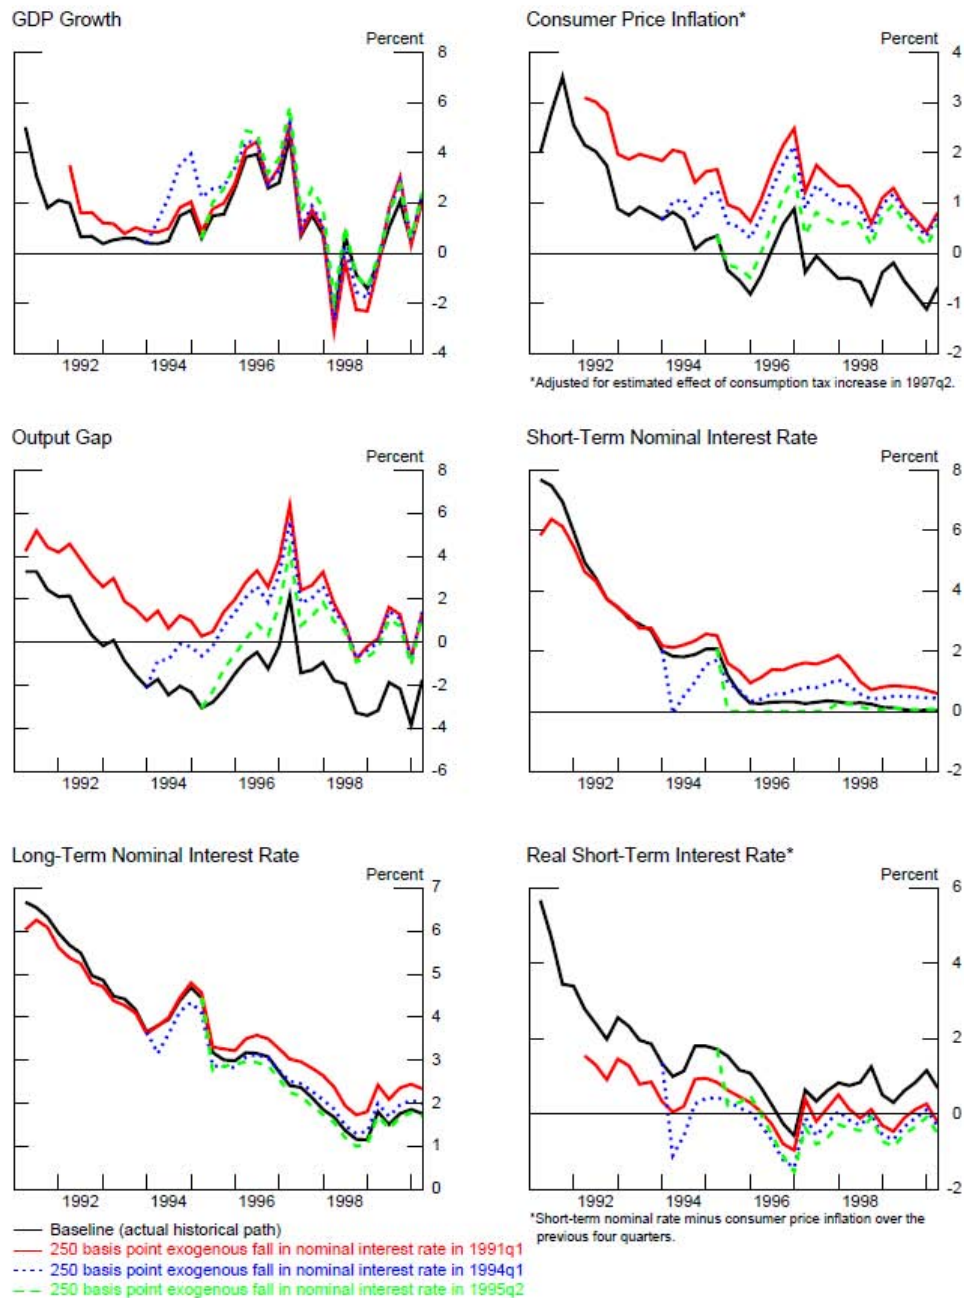 GDP Growth
Percent
8
6
4
2
0
-2
-4
1992 1994 1996 1998
Consumer Price Inflation*
Percent
4
3
2
1
0
-1
-2
1992 1994 1996 1998
*Adjusted for estimated effect of consumption tax increase in 1997q2.
Output Gap
Percent
8
6
4
2
0
-2
-4
-6
1992 1994 1996 1998
Short-Term Nominal Interest Rate
Percent
8
6
4
2
0
-2
1992 1994 1996 1998
Long-Term Nominal Interest Rate
Percent
7
6
5
4
3
2
1
0
1992 1994 1996 1998
Real Short-Term Interest Rate*
Percent
6
4
2
0
-2
1992 1994 1996 1998
*Short-term nominal rate minus consumer price inflation over the
previous four quarters.
Baseline (actual historical path)
250 basis point exogenous fall in nominal interest rate in 1991q1
250 basis point exogenous fall in nominal interest rate in 1994q1
250 basis point exogenous fall in nominal interest rate in 1995q2